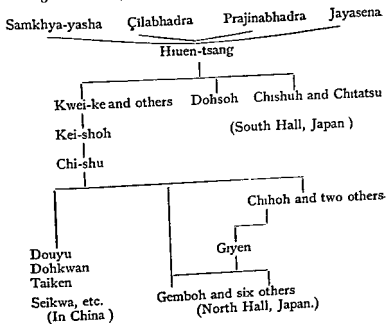 Samkhya-yasha Çilabhadra Prajinabhadra Jayasena
Hiuen-tsang
Kwei-ke and others Dohsoh Chishuh and Chitatsu
(South Hall, Japan)
Kei-shoh
Chi-shu
Chihoh and two others.
Giyen
Douyu
Dohkwan
Taiken
Seikwa, etc.
(In China)
Gemboh and six others
(North Hall, Japan.)